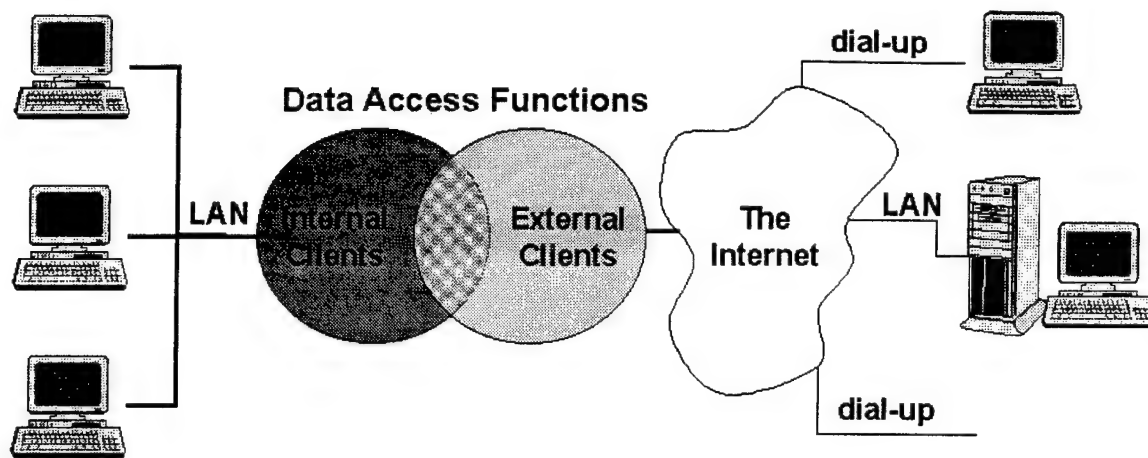 dial-up
Data Access Functions
LAN
Internal
Clients
External
Clients
The
Internet
LAN
dial-up